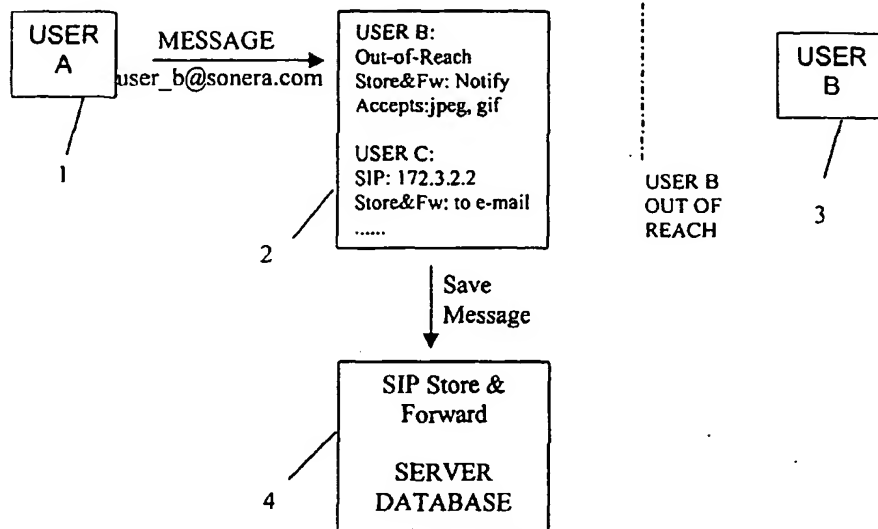 USER
A
MESSAGE
user_b@sonera.com
1
USER B:
Out-of-Reach
Store&Fw: Notify
Accepts:jpeg, gif
USER C:
SIP: 172.3.2.2
Store&Fw: to e-mail
......
2
USER B
OUT OF
REACH
USER
B
3
Save
Message
SIP Store &
Forward
SERVER
DATABASE
4